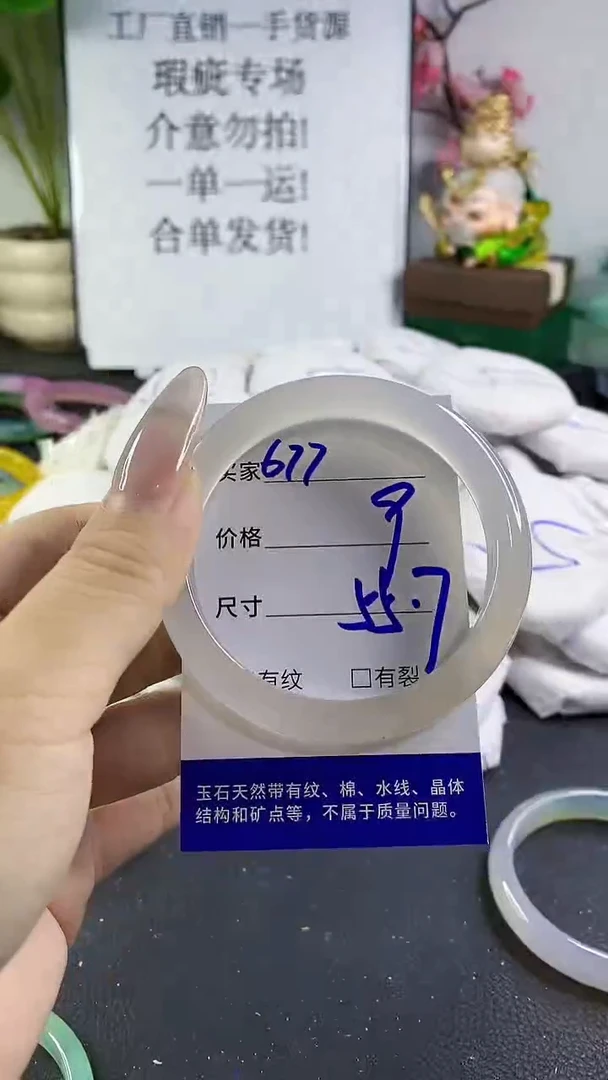 工厂直销一手货源
瑕疵专场
介意勿拍!
一单一运!
合单发货!
买家 677
价格 9
尺寸 55.7
有纹 □有裂
玉石天然带有纹、棉、水线、晶体
结构和矿点等，不属于质量问题。